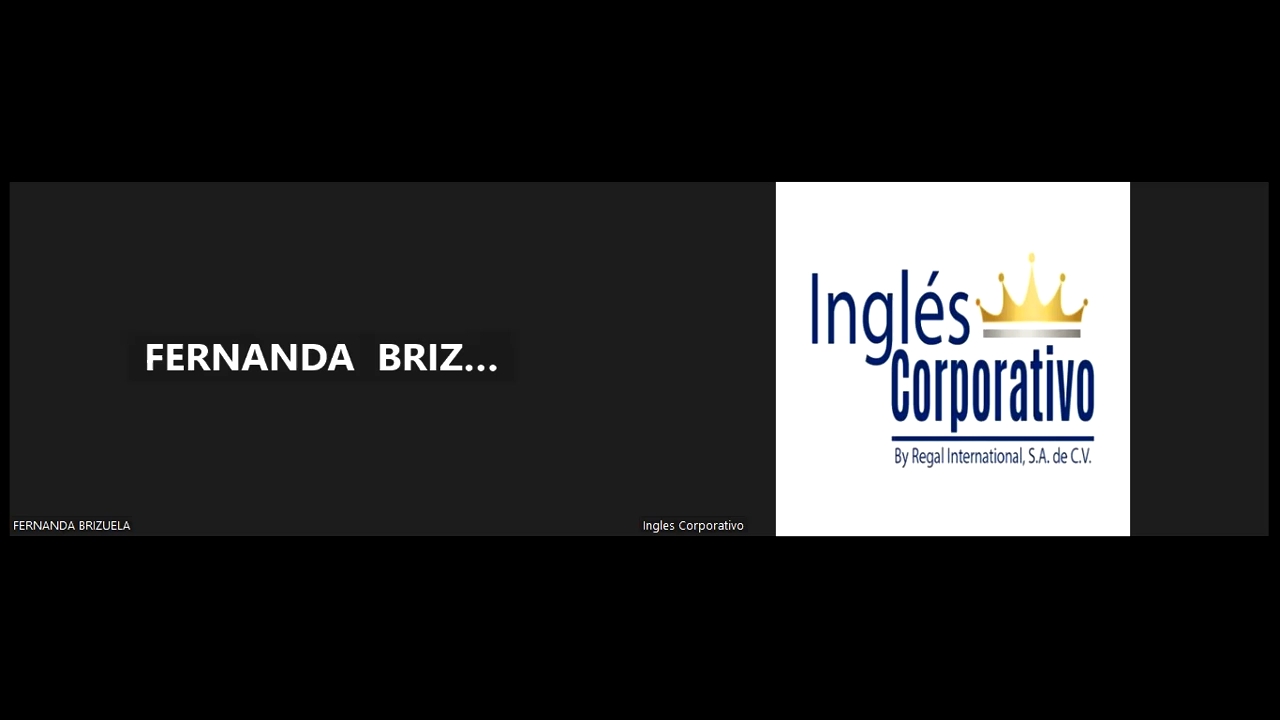 FERNANDA BRIZ...
FERNANDA BRIZUELA
Ingles Corporativo
Inglés
Corporativo
By Regal International, S.A. de C.V.